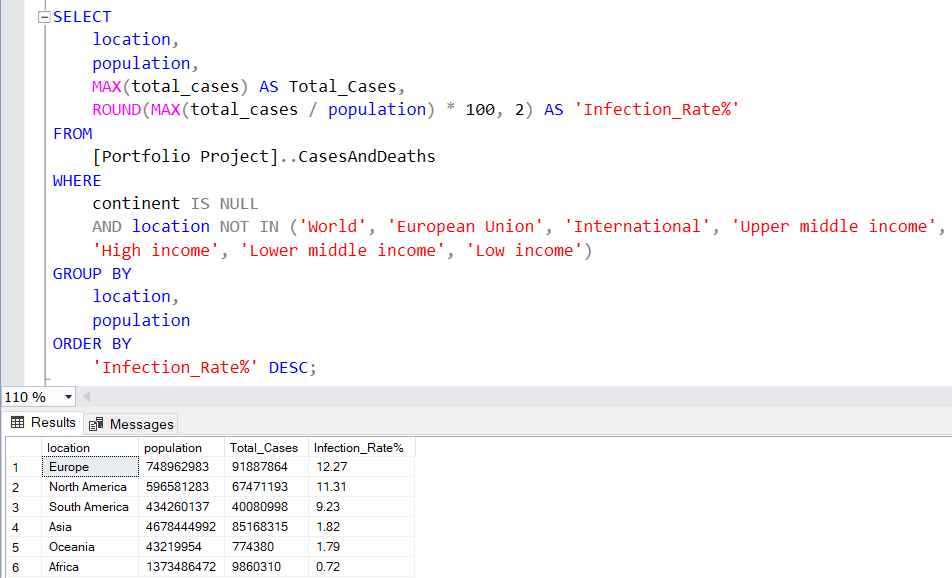 SELECT
location,
population,
MAX(total_cases) AS Total_Cases,
ROUND(MAX(total_cases / population) * 100, 2) AS 'Infection_Rate%'
FROM
[Portfolio Project]..CasesAndDeaths
WHERE
continent IS NULL
AND location NOT IN ('World', 'European Union', 'International', 'Upper middle income',
'High income', 'Lower middle income', 'Low income')
GROUP BY
location,
population
ORDER BY
'Infection_Rate%' DESC;
110 %
Results Messages
location population Total_Cases Infection_Rate%
1 Europe 748962983 91887864 12.27
2 North America 596581283 67471193 11.31
3 South America 434260137 40080998 9.23
4 Asia 4678444992 85168315 1.82
5 Oceania 43219954 774380 1.79
6 Africa 1373486472 9860310 0.72